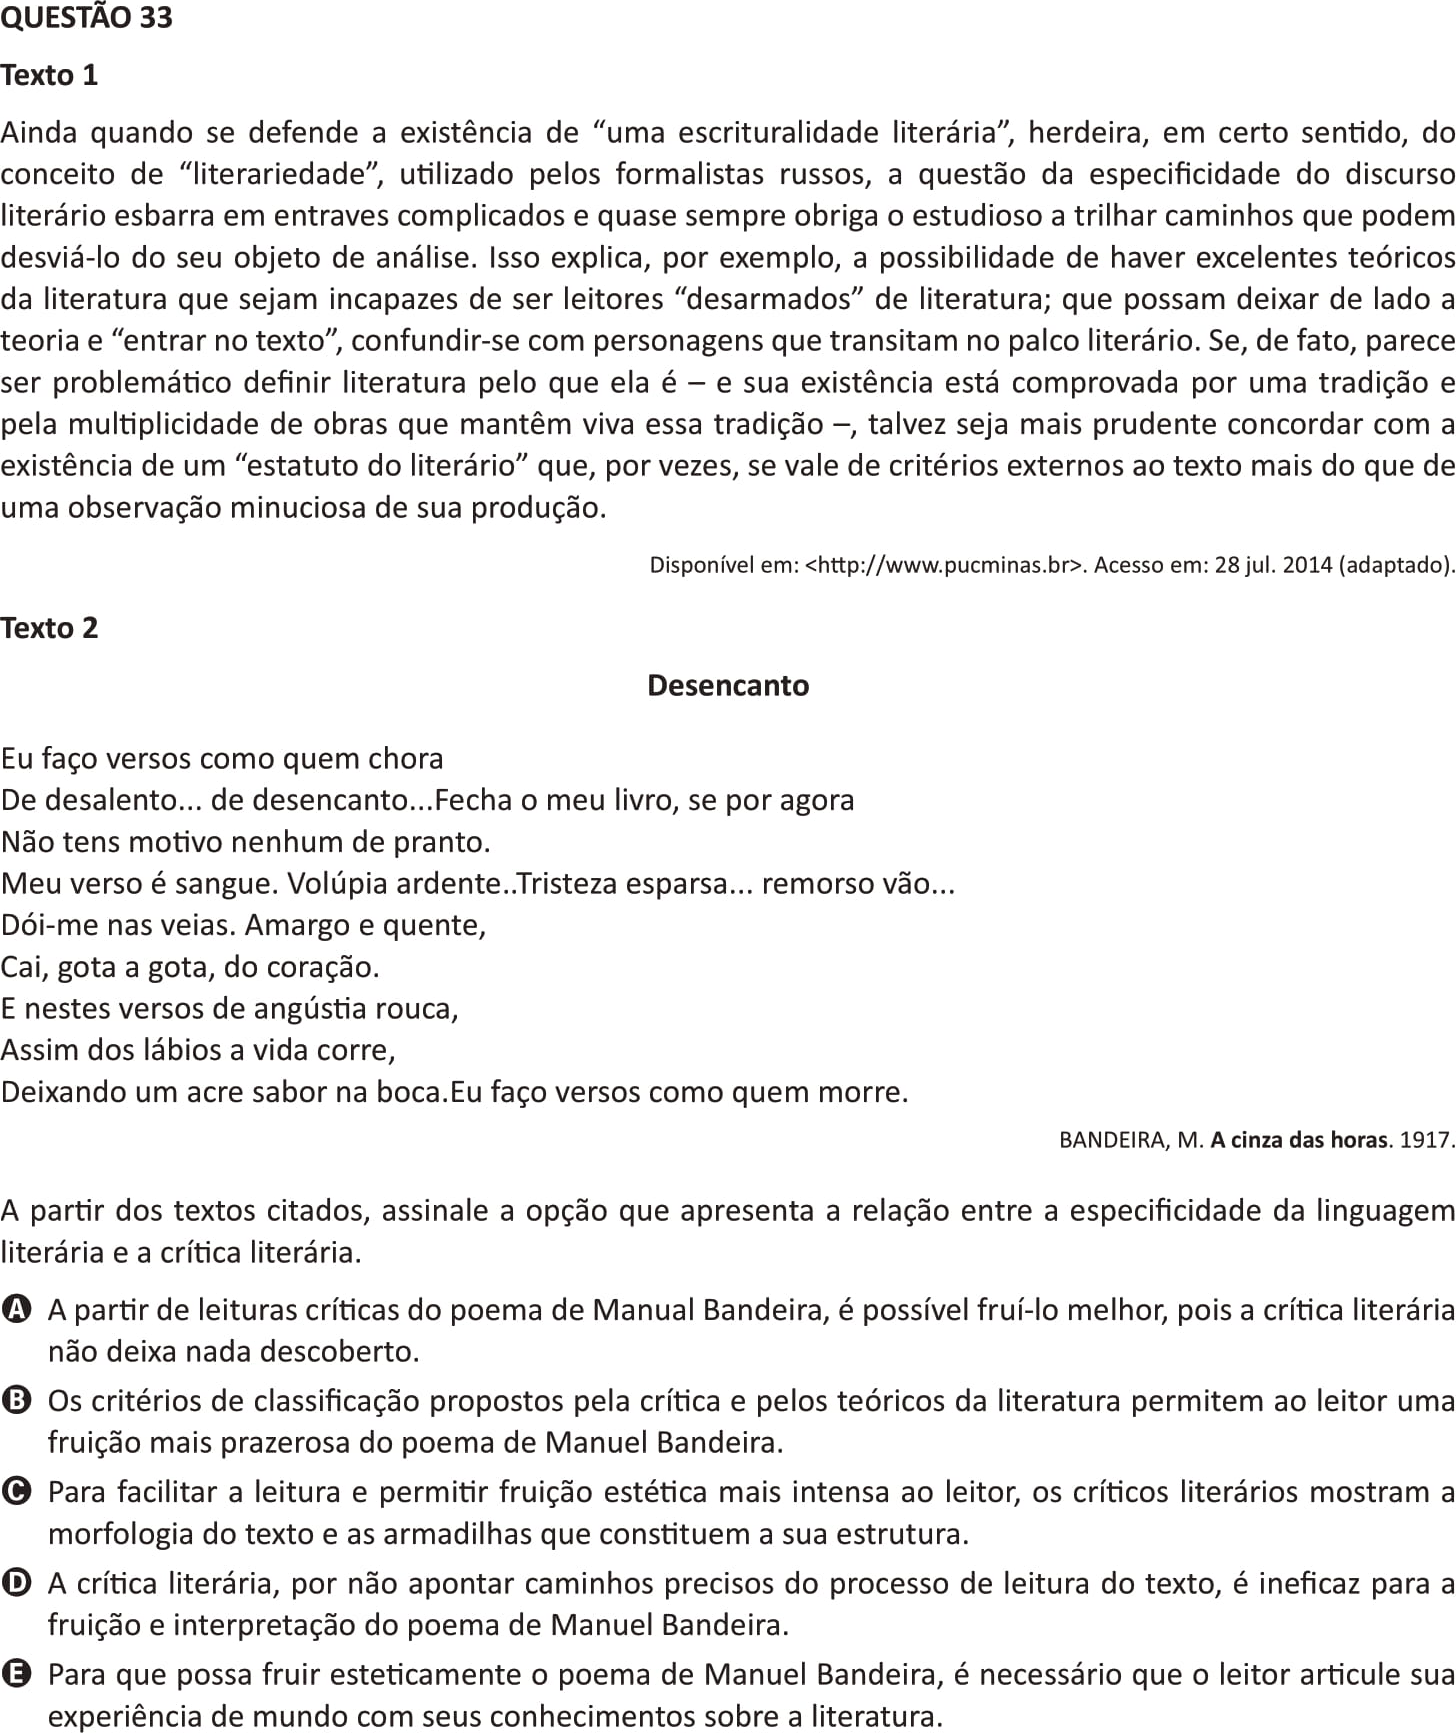 QUESTÃO 33
Texto 1
Ainda quando se defende a existência de “uma escrituralidade literária”, herdeira, em certo sentido, do
conceito de “literariedade”, utilizado pelos formalistas russos, a questão da especificidade do discurso
literário esbarra em entraves complicados e quase sempre obriga o estudioso a trilhar caminhos que podem
desviá-lo do seu objeto de análise. Isso explica, por exemplo, a possibilidade de haver excelentes teóricos
da literatura que sejam incapazes de ser leitores “desarmados” de literatura; que possam deixar de lado a
teoria e “entrar no texto”, confundir-se com personagens que transitam no palco literário. Se, de fato, parece
ser problemático definir literatura pelo que ela é – e sua existência está comprovada por uma tradição e
pela multiplicidade de obras que mantêm viva essa tradição –, talvez seja mais prudente concordar com a
existência de um “estatuto do literário” que, por vezes, se vale de critérios externos ao texto mais do que de
uma observação minuciosa de sua produção.
Disponível em: <http://www.pucminas.br>. Acesso em: 28 jul. 2014 (adaptado).
Texto 2
Desencanto
Eu faço versos como quem chora
De desalento... de desencanto...Fecha o meu livro, se por agora
Não tens motivo nenhum de pranto.
Meu verso é sangue. Volúpia ardente..Tristeza esparsa... remorso vão...
Dói-me nas veias. Amargo e quente,
Cai, gota a gota, do coração.
E nestes versos de angústia rouca,
Assim dos lábios a vida corre,
Deixando um acre sabor na boca.Eu faço versos como quem morre.
BANDEIRA, M. A cinza das horas. 1917.
A partir dos textos citados, assinale a opção que apresenta a relação entre a especificidade da linguagem
literária e a crítica literária.
A A partir de leituras críticas do poema de Manual Bandeira, é possível fruí-lo melhor, pois a crítica literária
não deixa nada descoberto.
B Os critérios de classificação propostos pela crítica e pelos teóricos da literatura permitem ao leitor uma
fruição mais prazerosa do poema de Manuel Bandeira.
C Para facilitar a leitura e permitir fruição estética mais intensa ao leitor, os críticos literários mostram a
morfologia do texto e as armadilhas que constituem a sua estrutura.
D A crítica literária, por não apontar caminhos precisos do processo de leitura do texto, é ineficaz para a
fruição e interpretação do poema de Manuel Bandeira.
E Para que possa fruir esteticamente o poema de Manuel Bandeira, é necessário que o leitor articule sua
experiência de mundo com seus conhecimentos sobre a literatura.